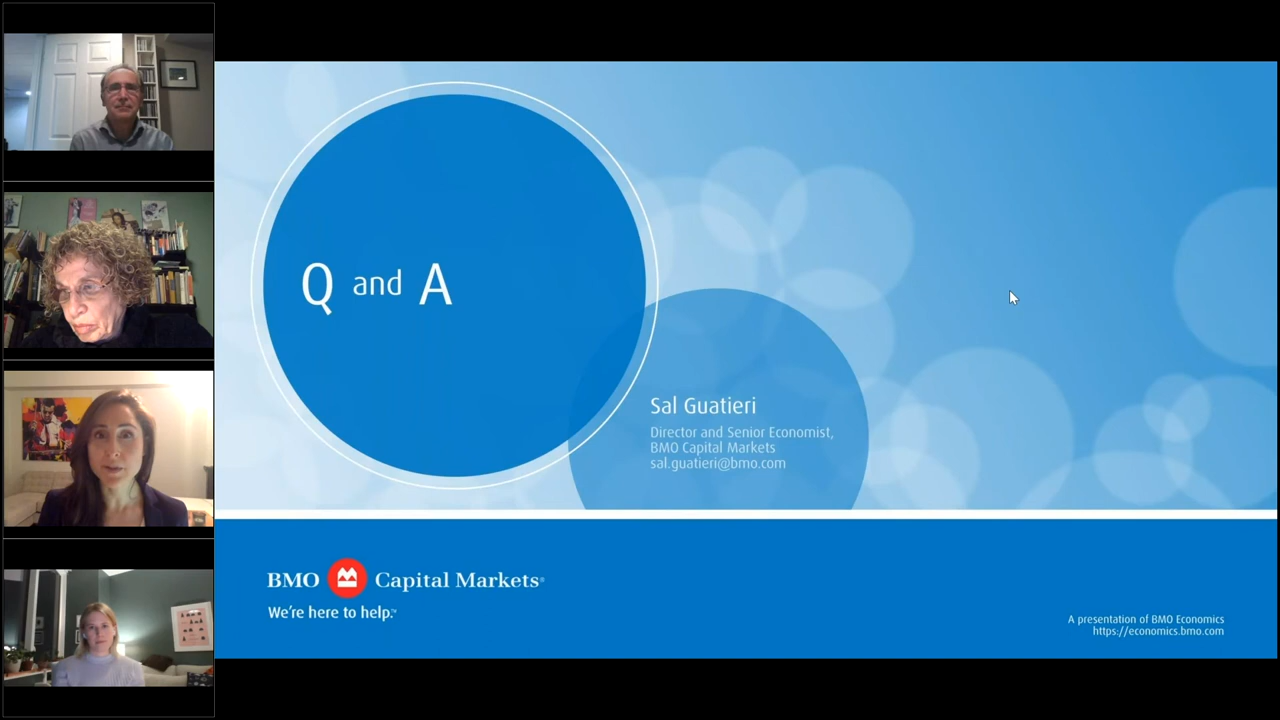 Q and A
Sal Guatieri
Director and Senior Economist,
BMO Capital Markets
sal.guatieri@bmo.com
BMO Capital Markets®
We're here to help.™
A presentation of BMO Economics
https://economics.bmo.com